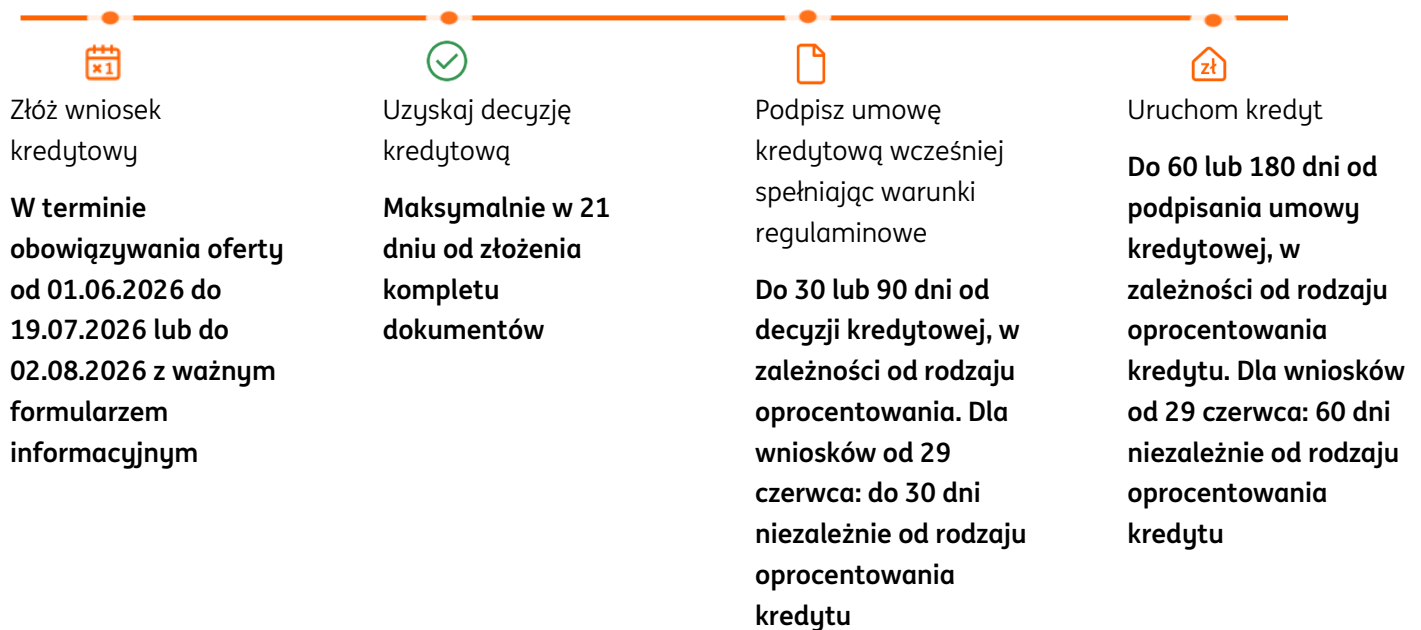 ×1
Złóż wniosek
kredytowy
W terminie
obowiązywania oferty
od 01.06.2026 do
19.07.2026 lub do
02.08.2026 z ważnym
formularzem
informacyjnym
Uzyskaj decyzję
kredytową
Maksymalnie w 21
dniu od złożenia
kompletu
dokumentów
Podpisz umowę
kredytową wcześniej
spełniając warunki
regulaminowe
Do 30 lub 90 dni od
decyzji kredytowej, w
zależności od rodzaju
oprocentowania. Dla
wniosków od 29
czerwca: do 30 dni
niezależnie od rodzaju
oprocentowania
kredytu
zł
Uruchom kredyt
Do 60 lub 180 dni od
podpisania umowy
kredytowej, w
zależności od rodzaju
oprocentowania
kredytu. Dla wniosków
od 29 czerwca: 60 dni
niezależnie od rodzaju
oprocentowania
kredytu